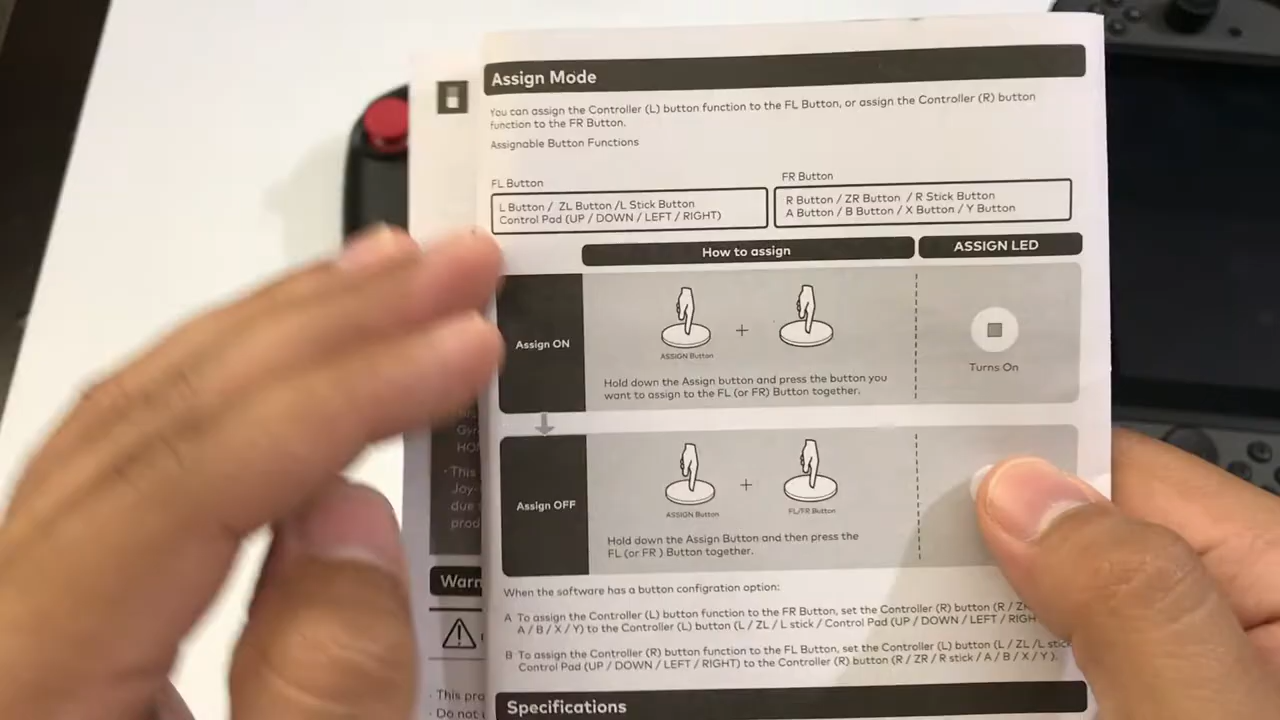 Assign Mode
You can assign the Controller (L) button function to the FL Button, or assign the Controller (R) button
function to the FR Button.
Assignable Button Functions
FL Button
L Button / ZL Button /L Stick Button
Control Pad (UP / DOWN / LEFT / RIGHT)
FR Button
R Button / ZR Button / R Stick Button
A Button / B Button / X Button / Y Button
How to assign
ASSIGN LED
Assign ON
ASSIGN Button
+
Hold down the Assign button and press the button you
want to assign to the FL (or FR) Button together.
Turns On
Assign OFF
ASSIGN Button
+
FL/FR Button
Hold down the Assign Button and then press the
FL (or FR ) Button together.
When the software has a button configration option:
A To assign the Controller (L) button function to the FR Button, set the Controller (R) button (R /
A / B / X / Y) to the Controller (L) button (L / ZL / L stick / Control Pad (UP / DOWN / LEFT /
B To assign the Controller (R) button function to the FL Button, set the Controller (L) button (L / ZL /L
Control Pad (UP / DOWN / LEFT / RIGHT) to the Controller (R) button (R / ZR / R stick / A / B / X / Y ).
Specifications
· This
Joy-
due
prod
Warn
· This pro
· Do not